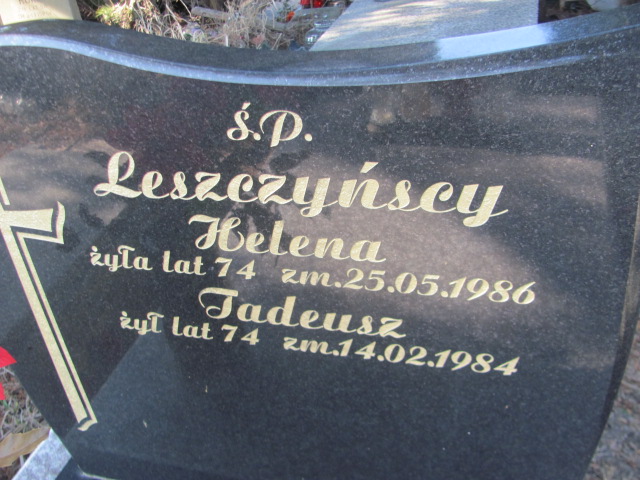 Ś.P.
Leszczyńscy
Helena
żyła lat 74 zm.25.05.1986
Tadeusz
żył lat 74 zm.14.02.1984